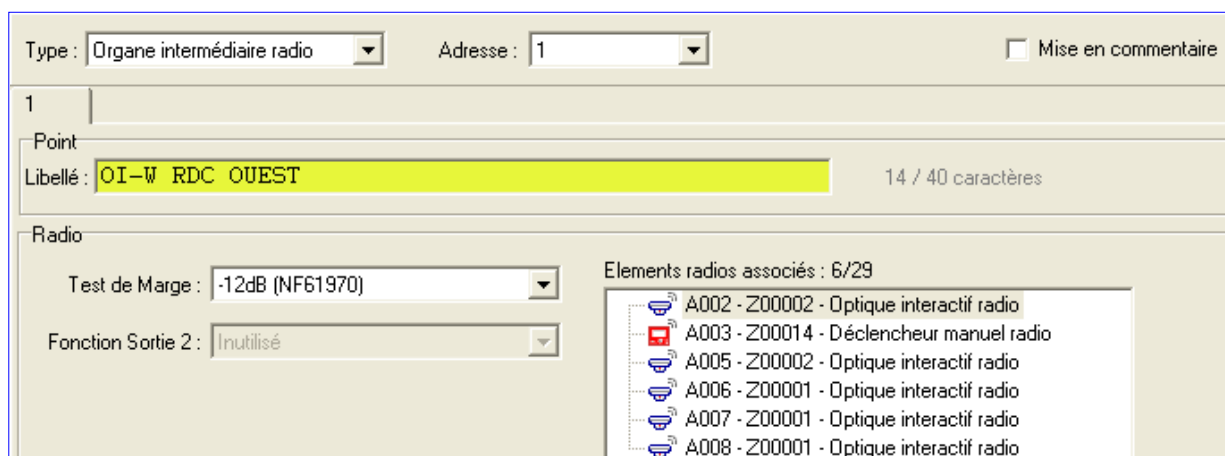 Type : Organe intermédiaire radio Adresse : 1 Mise en commentaire
1
Point
Libellé : OI-W RDC OUEST 14 / 40 caractères
Radio
Elements radios associés : 6/29
Test de Marge : -12dB (NF61970)
Fonction Sortie 2 : Inutilisé
A002 - Z00002 - Optique interactif radio
A003 - Z00014 - Déclencheur manuel radio
A005 - Z00002 - Optique interactif radio
A006 - Z00001 - Optique interactif radio
A007 - Z00001 - Optique interactif radio
A008 - Z00001 - Optique interactif radio